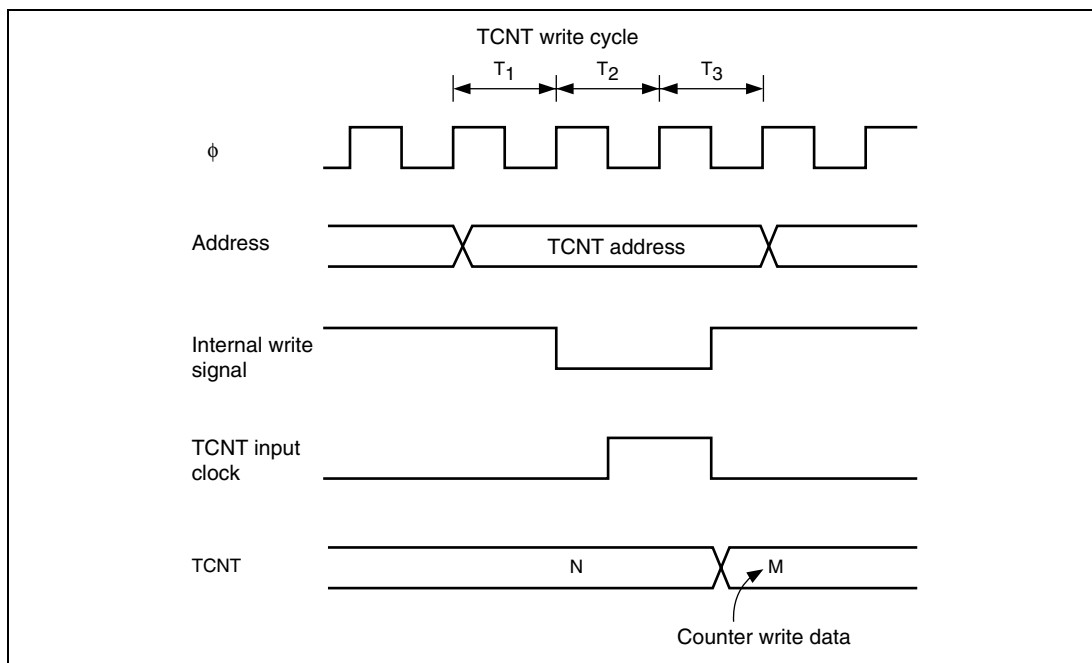 TCNT write cycle
T1 T2 T3
ϕ
Address
TCNT address
Internal write
signal
TCNT input
clock
TCNT
N
M
Counter write data